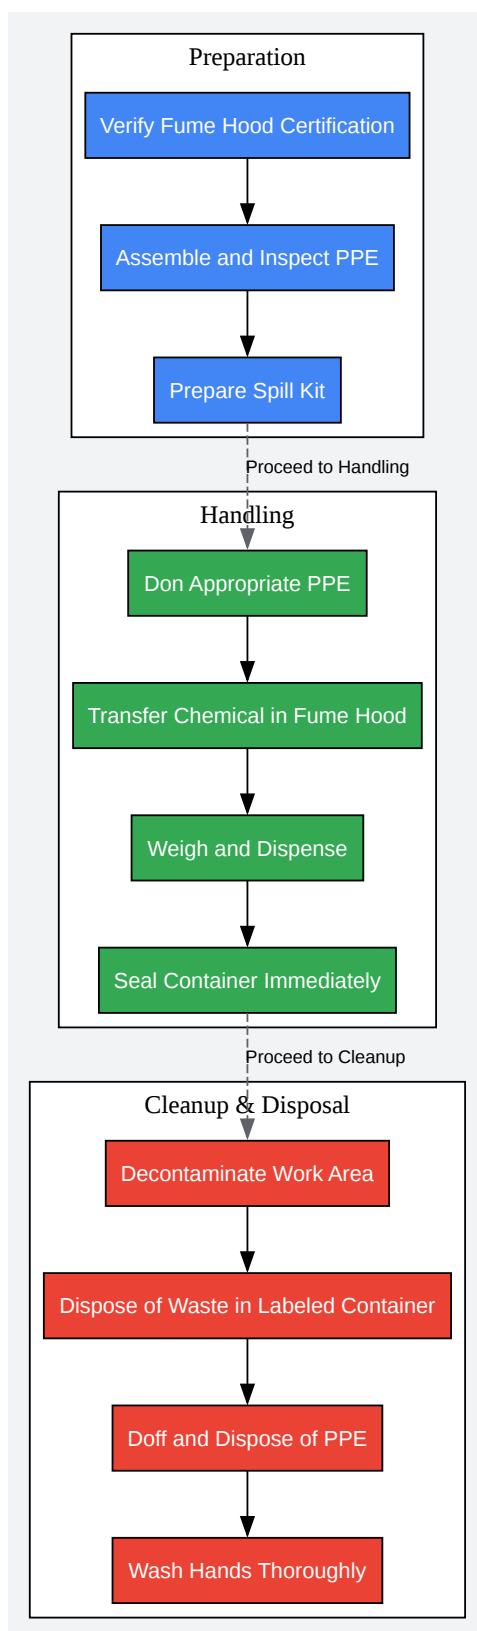 Preparation
Verify Fume Hood Certification
Assemble and Inspect PPE
Prepare Spill Kit
Proceed to Handling
Handling
Don Appropriate PPE
Transfer Chemical in Fume Hood
Weigh and Dispense
Seal Container Immediately
Proceed to Cleanup
Cleanup & Disposal
Decontaminate Work Area
Dispose of Waste in Labeled Container
Doff and Dispose of PPE
Wash Hands Thoroughly